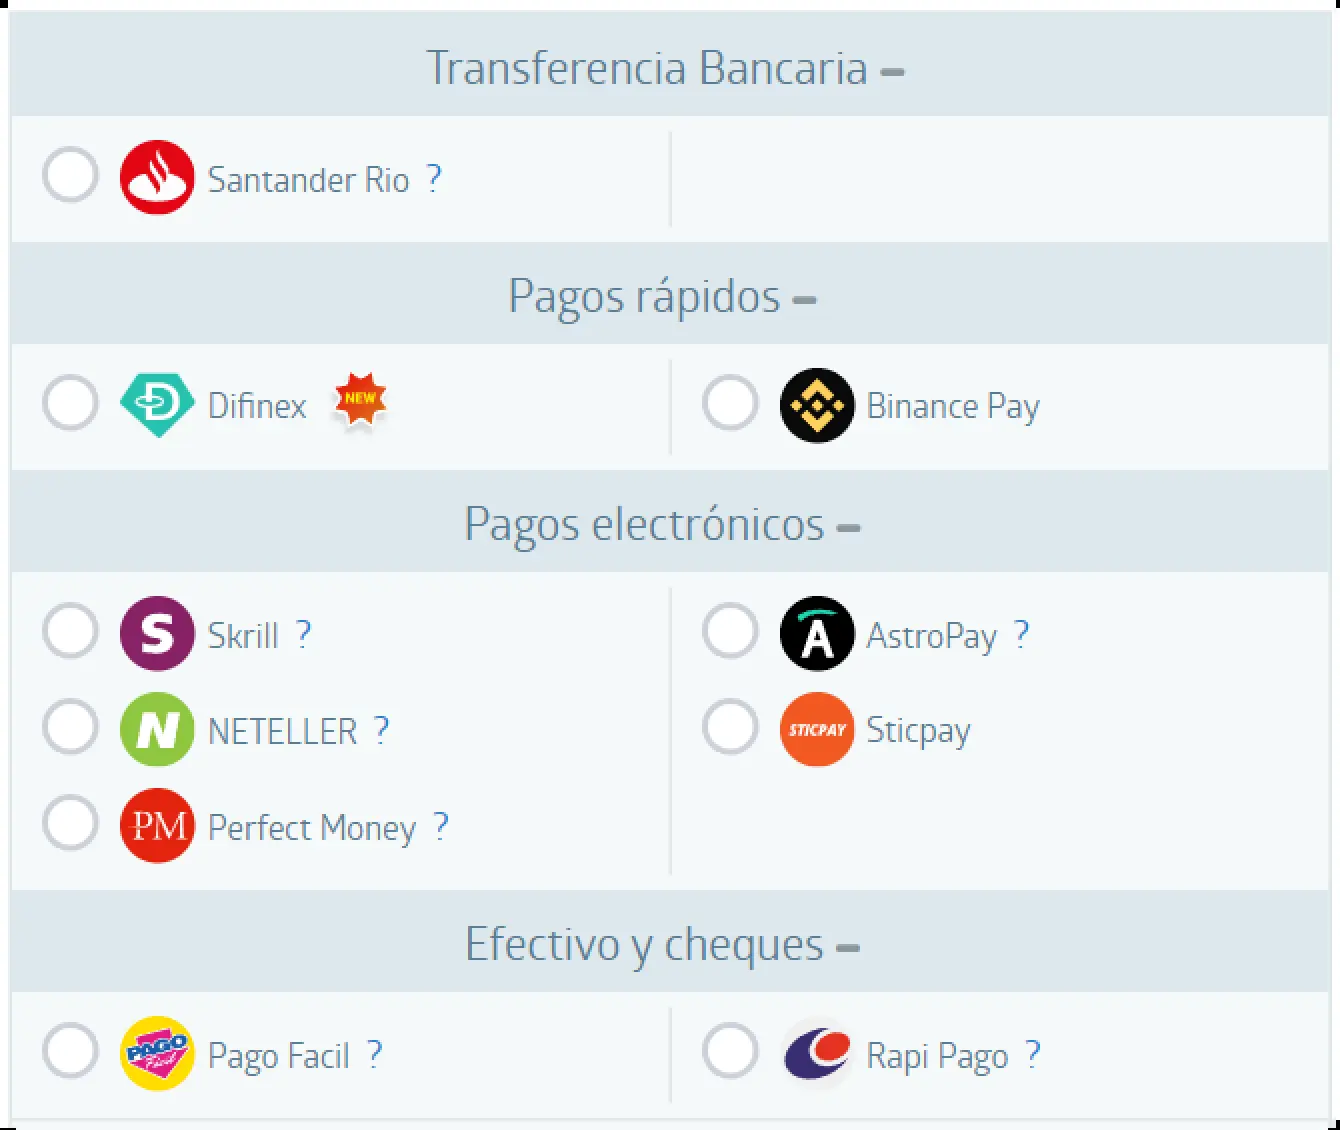 Transferencia Bancaria –
Santander Rio ?
Pagos rápidos –
Difinex NEW Binance Pay
Pagos electrónicos –
S Skrill ? A AstroPay ?
N NETELLER ? STICPAY Sticpay
PM Perfect Money ?
Efectivo y cheques –
PAGO Facil Pago Facil ? Rapi Pago ?